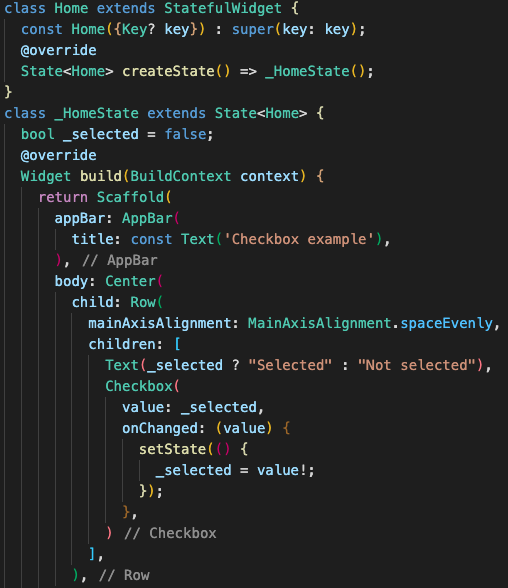 class Home extends StatefulWidget {
  const Home({Key? key}) : super(key: key);
  @override
  State<Home> createState() => _HomeState();
}
class _HomeState extends State<Home> {
  bool _selected = false;
  @override
  Widget build(BuildContext context) {
    return Scaffold(
      appBar: AppBar(
        title: const Text('Checkbox example'),
      ), // AppBar
      body: Center(
        child: Row(
          mainAxisAlignment: MainAxisAlignment.spaceEvenly,
          children: [
            Text(_selected ? "Selected" : "Not selected"),
            Checkbox(
              value: _selected,
              onChanged: (value) {
                setState(() {
                  _selected = value!;
                });
              },
            ) // Checkbox
          ],
        ), // Row